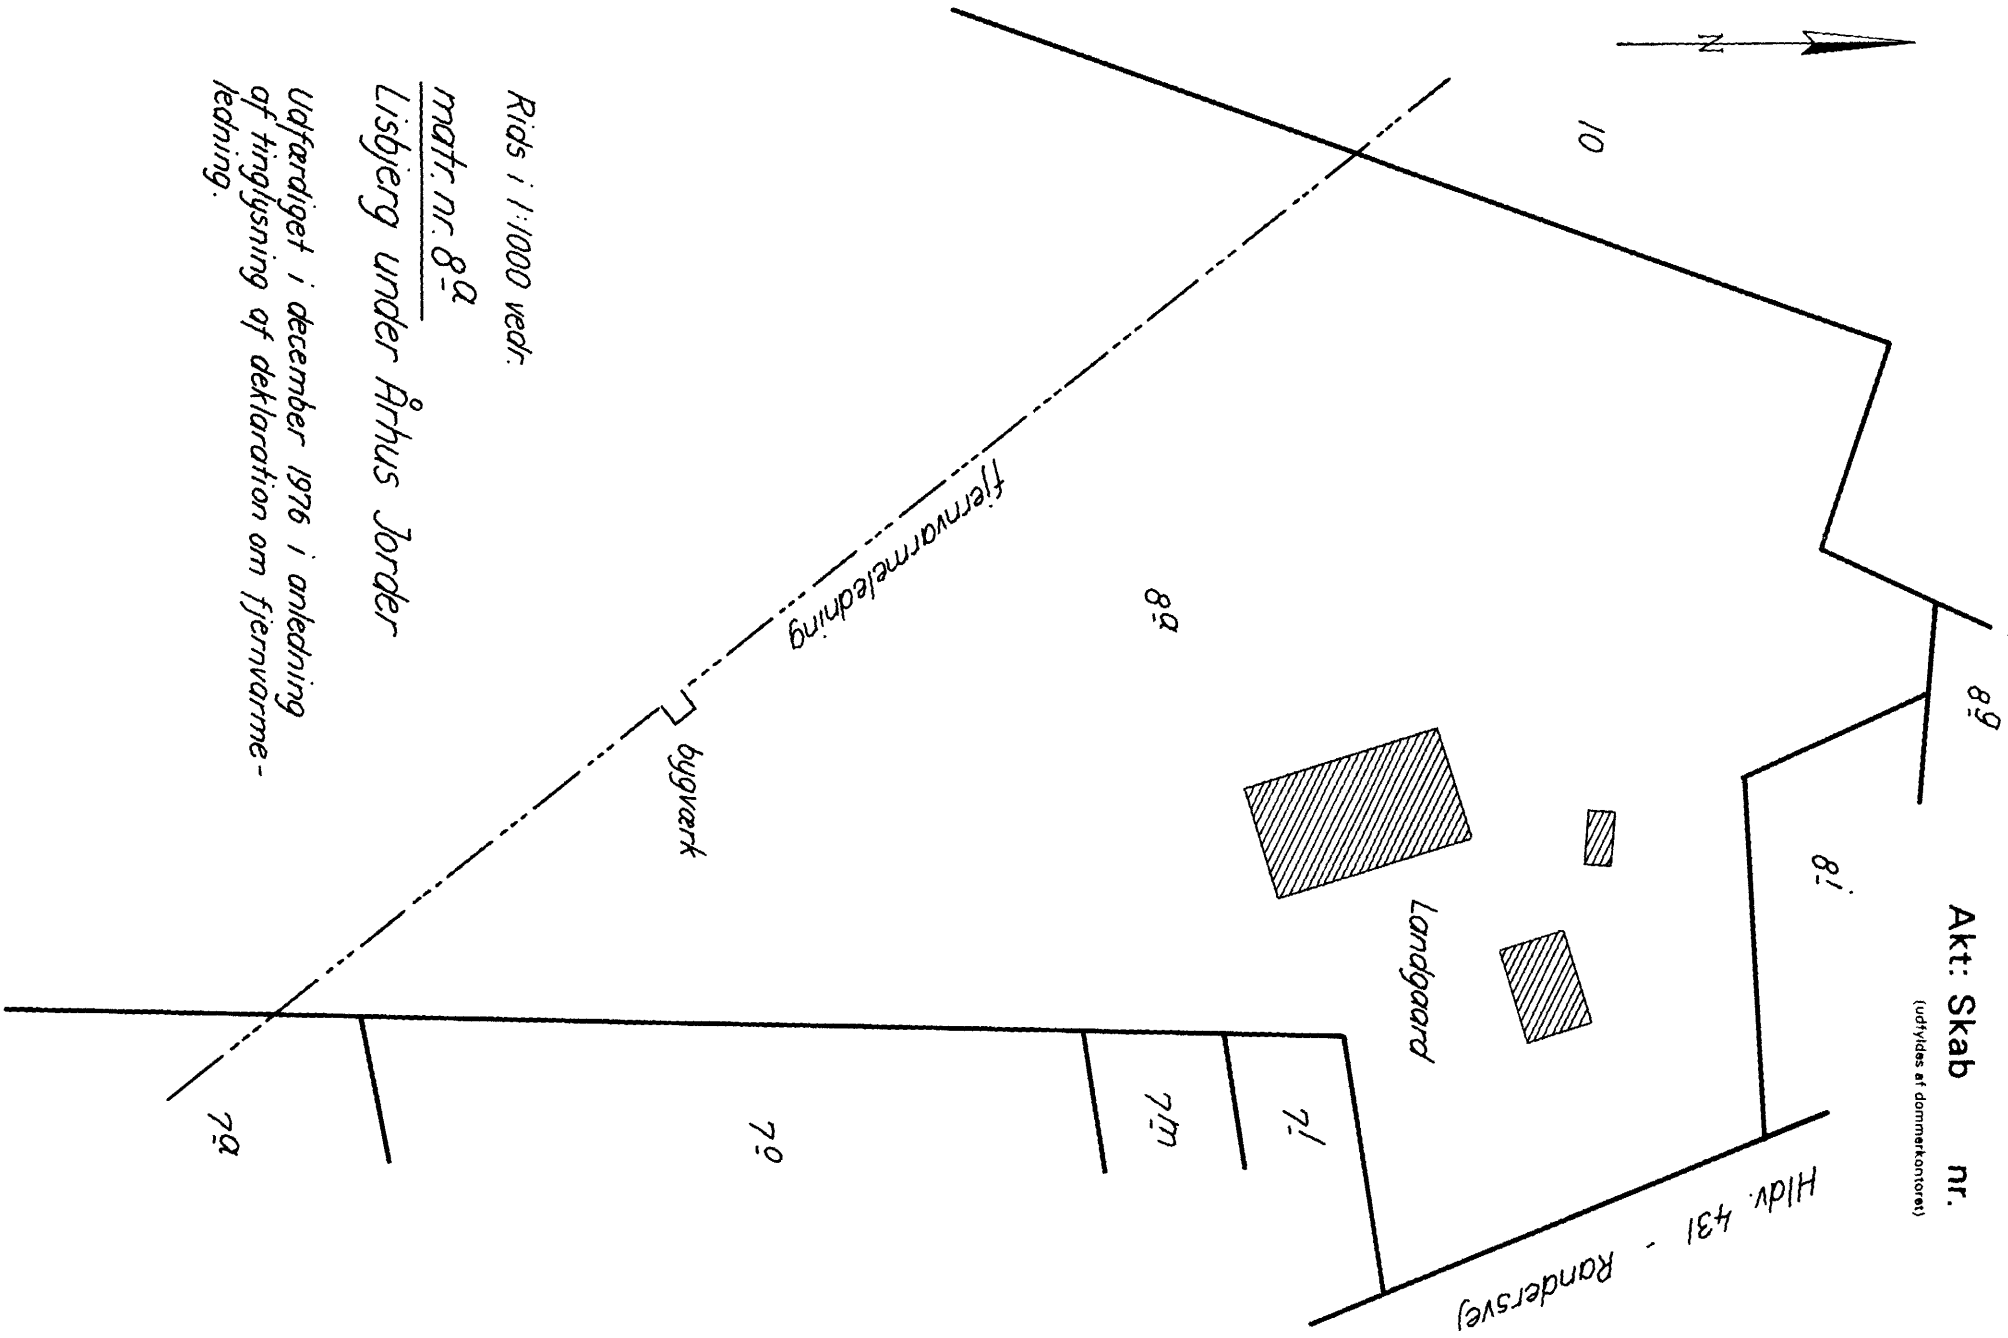 Akt: Skab nr.
(udfyldes af dommerkontoret)
N
10
8g
8i
8a
Landgaard
Hldv. 431 - Randersvej
fjernvarmeledning
bygværk
7l
7m
7o
7a
Rids i 1:1000 vedr.
matr. nr. 8a
Lisbjerg under Århus Jorder
Udfærdiget i december 1976 i anledning
af tinglysning af deklaration om fjernvarme-
ledning.